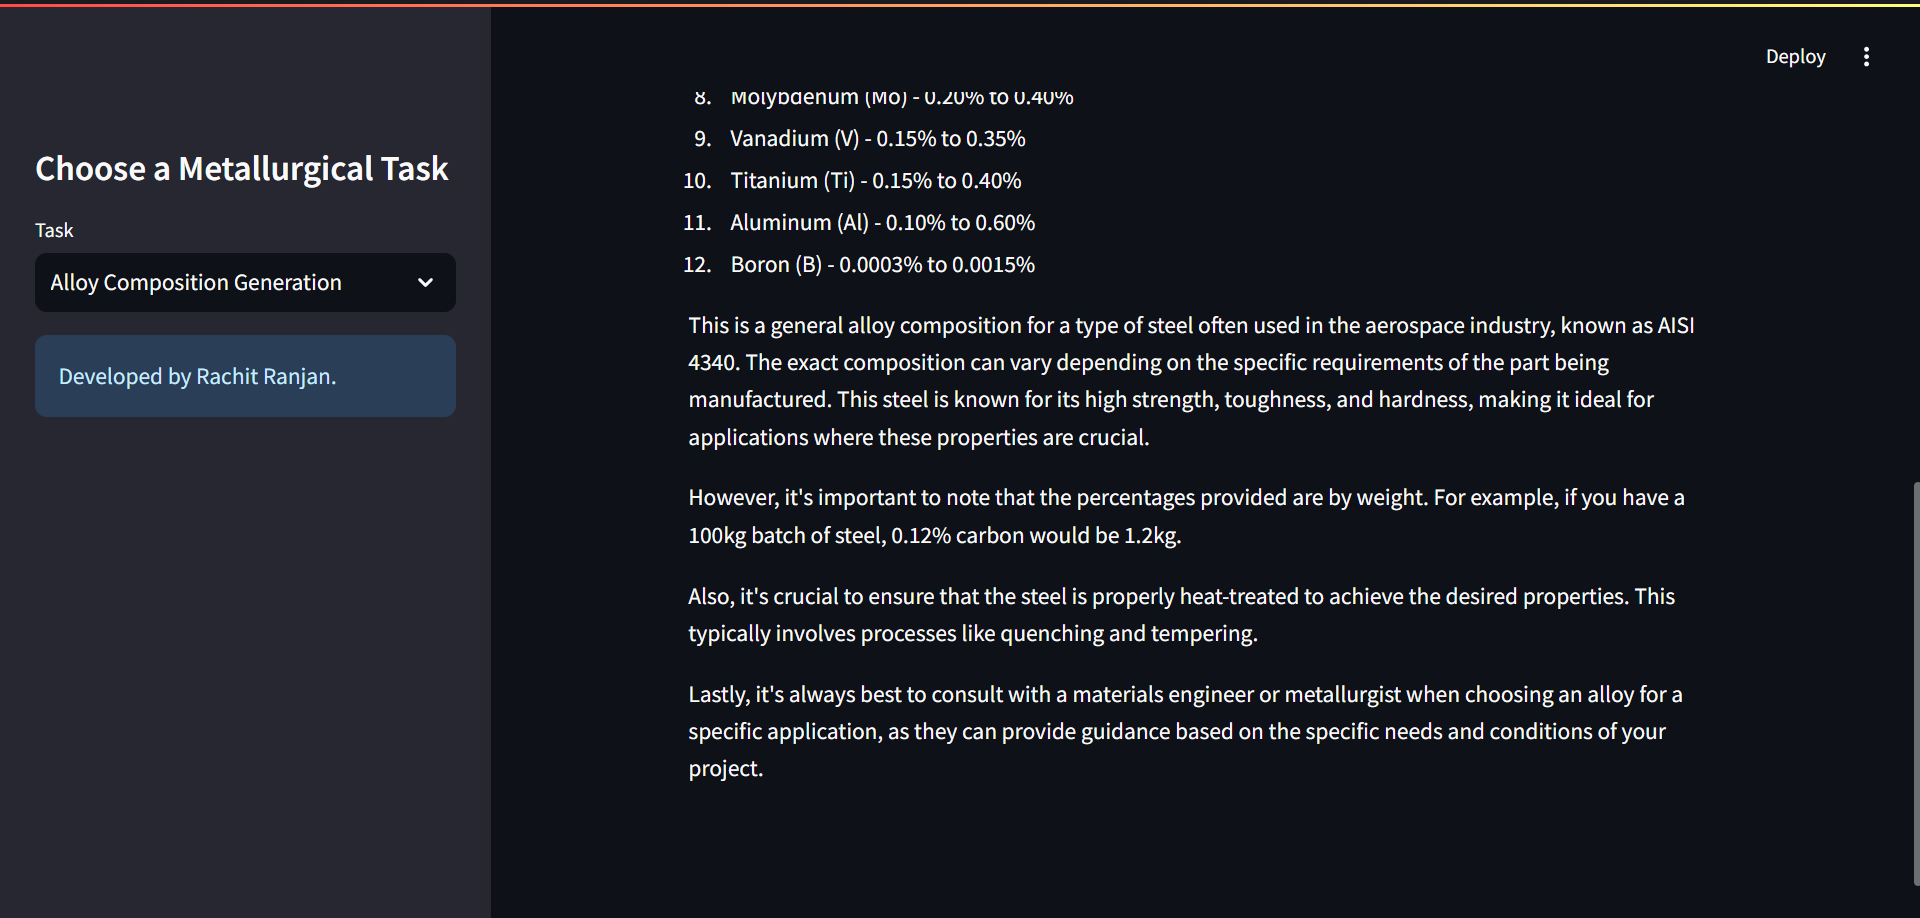 Deploy
Choose a Metallurgical Task
Task
Alloy Composition Generation
Developed by Rachit Ranjan.
8. Molybdenum (Mo) - 0.20% to 0.40%
9. Vanadium (V) - 0.15% to 0.35%
10. Titanium (Ti) - 0.15% to 0.40%
11. Aluminum (Al) - 0.10% to 0.60%
12. Boron (B) - 0.0003% to 0.0015%
This is a general alloy composition for a type of steel often used in the aerospace industry, known as AISI
4340. The exact composition can vary depending on the specific requirements of the part being
manufactured. This steel is known for its high strength, toughness, and hardness, making it ideal for
applications where these properties are crucial.
However, it's important to note that the percentages provided are by weight. For example, if you have a
100kg batch of steel, 0.12% carbon would be 1.2kg.
Also, it's crucial to ensure that the steel is properly heat-treated to achieve the desired properties. This
typically involves processes like quenching and tempering.
Lastly, it's always best to consult with a materials engineer or metallurgist when choosing an alloy for a
specific application, as they can provide guidance based on the specific needs and conditions of your
project.